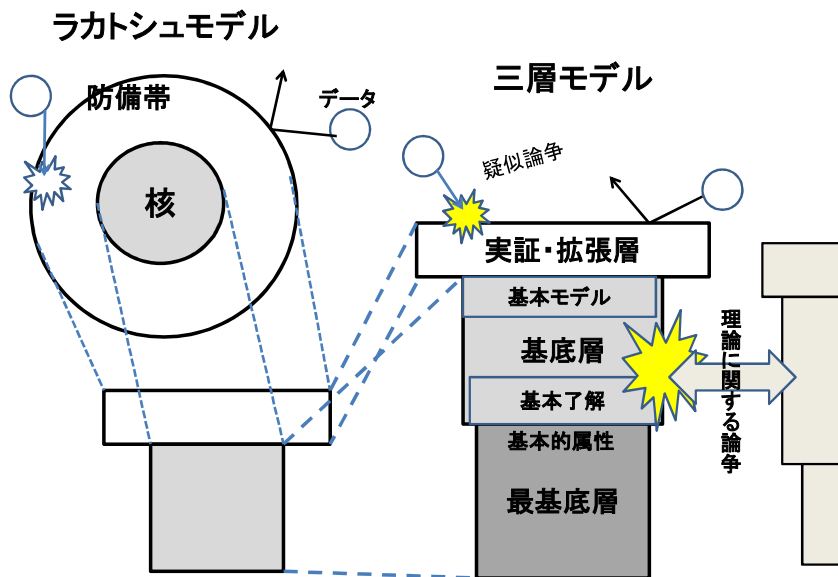 ラカトシュモデル
防備帯
データ
核
三層モデル
疑似論争
実証・拡張層
基本モデル
基底層
基本了解
基本的属性
最基底層
理論に関する論争